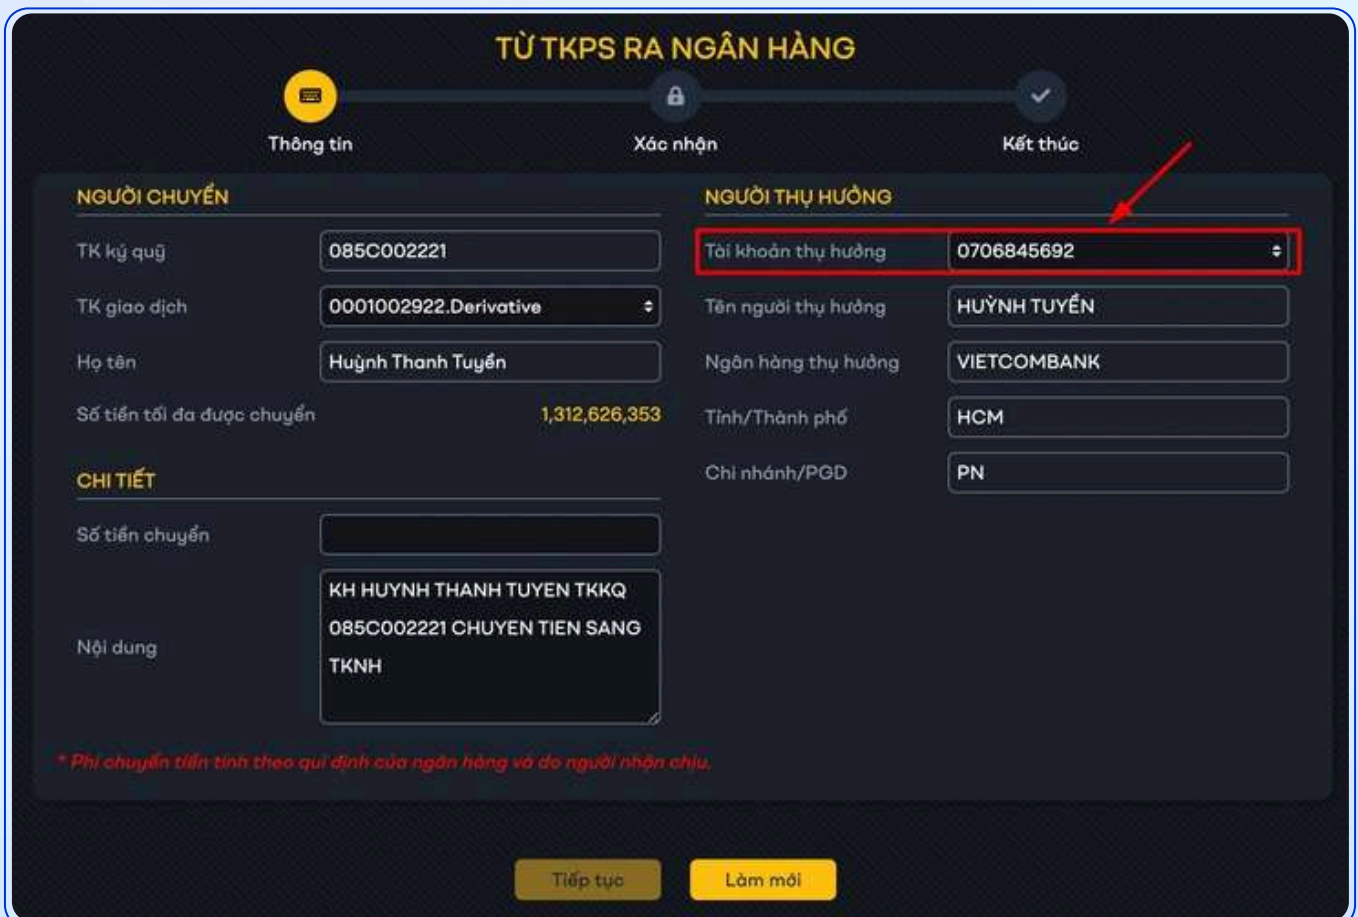 TỪ TKPS RA NGÂN HÀNG
Thông tin
Xác nhận
Kết thúc
NGƯỜI CHUYỂN
TK ký quỹ
085C002221
TK giao dịch
0001002922.Derivative
Họ tên
Huỳnh Thanh Tuyền
Số tiền tối đa được chuyển
1,312,626,353
CHI TIẾT
Số tiền chuyển
Nội dung
KH HUYNH THANH TUYEN TKKQ
085C002221 CHUYEN TIEN SANG
TKNH
NGƯỜI THỤ HƯỞNG
Tài khoản thụ hưởng
0706845692
Tên người thụ hưởng
HUỲNH TUYỀN
Ngân hàng thụ hưởng
VIETCOMBANK
Tỉnh/Thành phố
HCM
Chi nhánh/PGD
PN
* Phí chuyển tiền tính theo qui định của ngân hàng và do người nhận chịu.
Tiếp tục
Làm mới